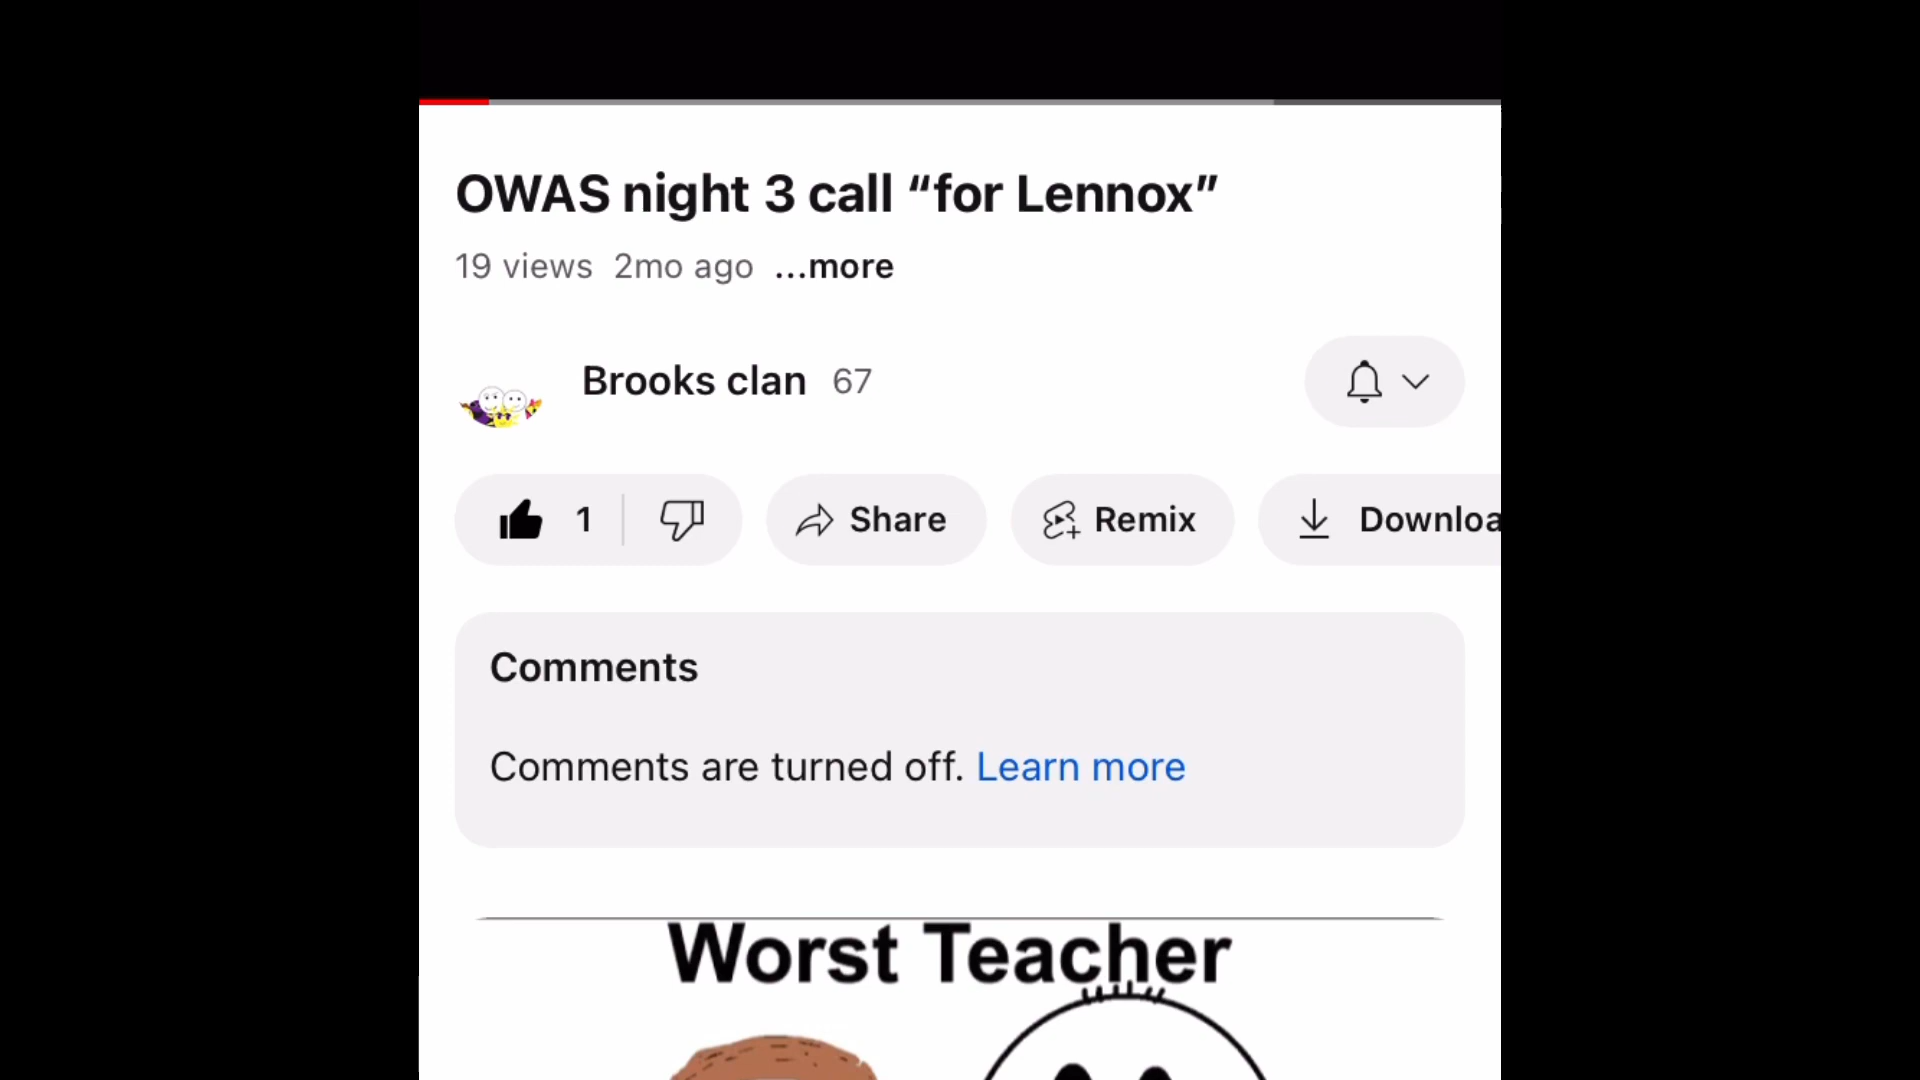 OWAS night 3 call “for Lennox”
19 views 2mo ago ...more
Brooks clan 67
1 Share Remix Downloa
Comments
Comments are turned off. Learn more
Worst Teacher